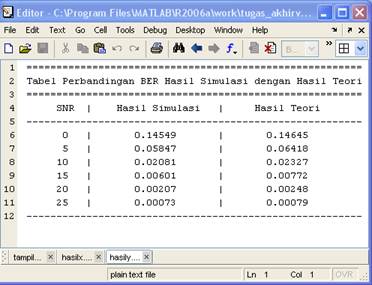 Editor - C:\Program Files\MATLAB\R2006a\work\tugas_akhirv...
File Edit Text Go Cell Tools Debug Desktop Window Help
1 ==================================================
2 Tabel Perbandingan BER Hasil Simulasi dengan Hasil Teori
3 ==================================================
4 SNR | Hasil Simulasi | Hasil Teori
5 --------------------------------------------------
6 0 | 0.14549 | 0.14645
7 5 | 0.05847 | 0.06418
8 10 | 0.02081 | 0.02327
9 15 | 0.00601 | 0.00772
10 20 | 0.00207 | 0.00248
11 25 | 0.00073 | 0.00079
12 --------------------------------------------------
tampil... hasilx.... hasily....
plain text file Ln 1 Col 1 OVR